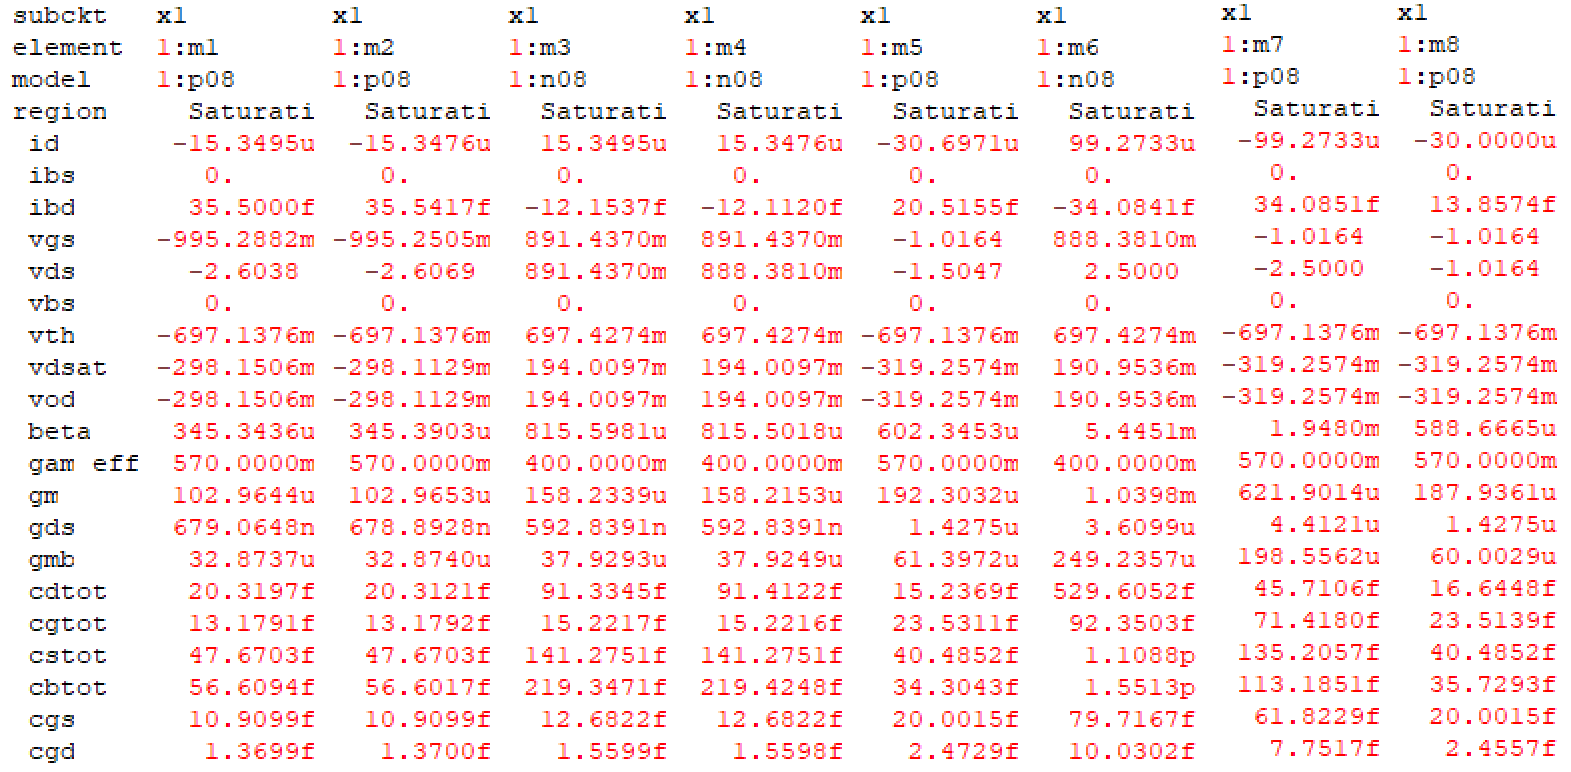 subckt x1 x1 x1 x1 x1 x1 x1 x1
element 1:m1 1:m2 1:m3 1:m4 1:m5 1:m6 1:m7 1:m8
model 1:p08 1:p08 1:n08 1:n08 1:p08 1:n08 1:p08 1:p08
region Saturati Saturati Saturati Saturati Saturati Saturati Saturati Saturati
id -15.3495u -15.3476u 15.3495u 15.3476u -30.6971u 99.2733u -99.2733u -30.0000u
ibs 0. 0. 0. 0. 0. 0. 0. 0.
ibd 35.5000f 35.5417f -12.1537f -12.1120f 20.5155f -34.0841f 34.0851f 13.8574f
vgs -995.2882m -995.2505m 891.4370m 891.4370m -1.0164 888.3810m -1.0164 -1.0164
vds -2.6038 -2.6069 891.4370m 888.3810m -1.5047 2.5000 -2.5000 -1.0164
vbs 0. 0. 0. 0. 0. 0. 0. 0.
vth -697.1376m -697.1376m 697.4274m 697.4274m -697.1376m 697.4274m -697.1376m -697.1376m
vdsat -298.1506m -298.1129m 194.0097m 194.0097m -319.2574m 190.9536m -319.2574m -319.2574m
vod -298.1506m -298.1129m 194.0097m 194.0097m -319.2574m 190.9536m -319.2574m -319.2574m
beta 345.3436u 345.3903u 815.5981u 815.5018u 602.3453u 5.4451m 1.9480m 588.6665u
gam eff 570.0000m 570.0000m 400.0000m 400.0000m 570.0000m 400.0000m 570.0000m 570.0000m
gm 102.9644u 102.9653u 158.2339u 158.2153u 192.3032u 1.0398m 621.9014u 187.9361u
gds 679.0648n 678.8928n 592.8391n 592.8391n 1.4275u 3.6099u 4.4121u 1.4275u
gmb 32.8737u 32.8740u 37.9293u 37.9249u 61.3972u 249.2357u 198.5562u 60.0029u
cdtot 20.3197f 20.3121f 91.3345f 91.4122f 15.2369f 529.6052f 45.7106f 16.6448f
cgtot 13.1791f 13.1792f 15.2217f 15.2216f 23.5311f 92.3503f 71.4180f 23.5139f
cstot 47.6703f 47.6703f 141.2751f 141.2751f 40.4852f 1.1088p 135.2057f 40.4852f
cbtot 56.6094f 56.6017f 219.3471f 219.4248f 34.3043f 1.5513p 113.1851f 35.7293f
cgs 10.9099f 10.9099f 12.6822f 12.6822f 20.0015f 79.7167f 61.8229f 20.0015f
cgd 1.3699f 1.3700f 1.5599f 1.5598f 2.4729f 10.0302f 7.7517f 2.4557f